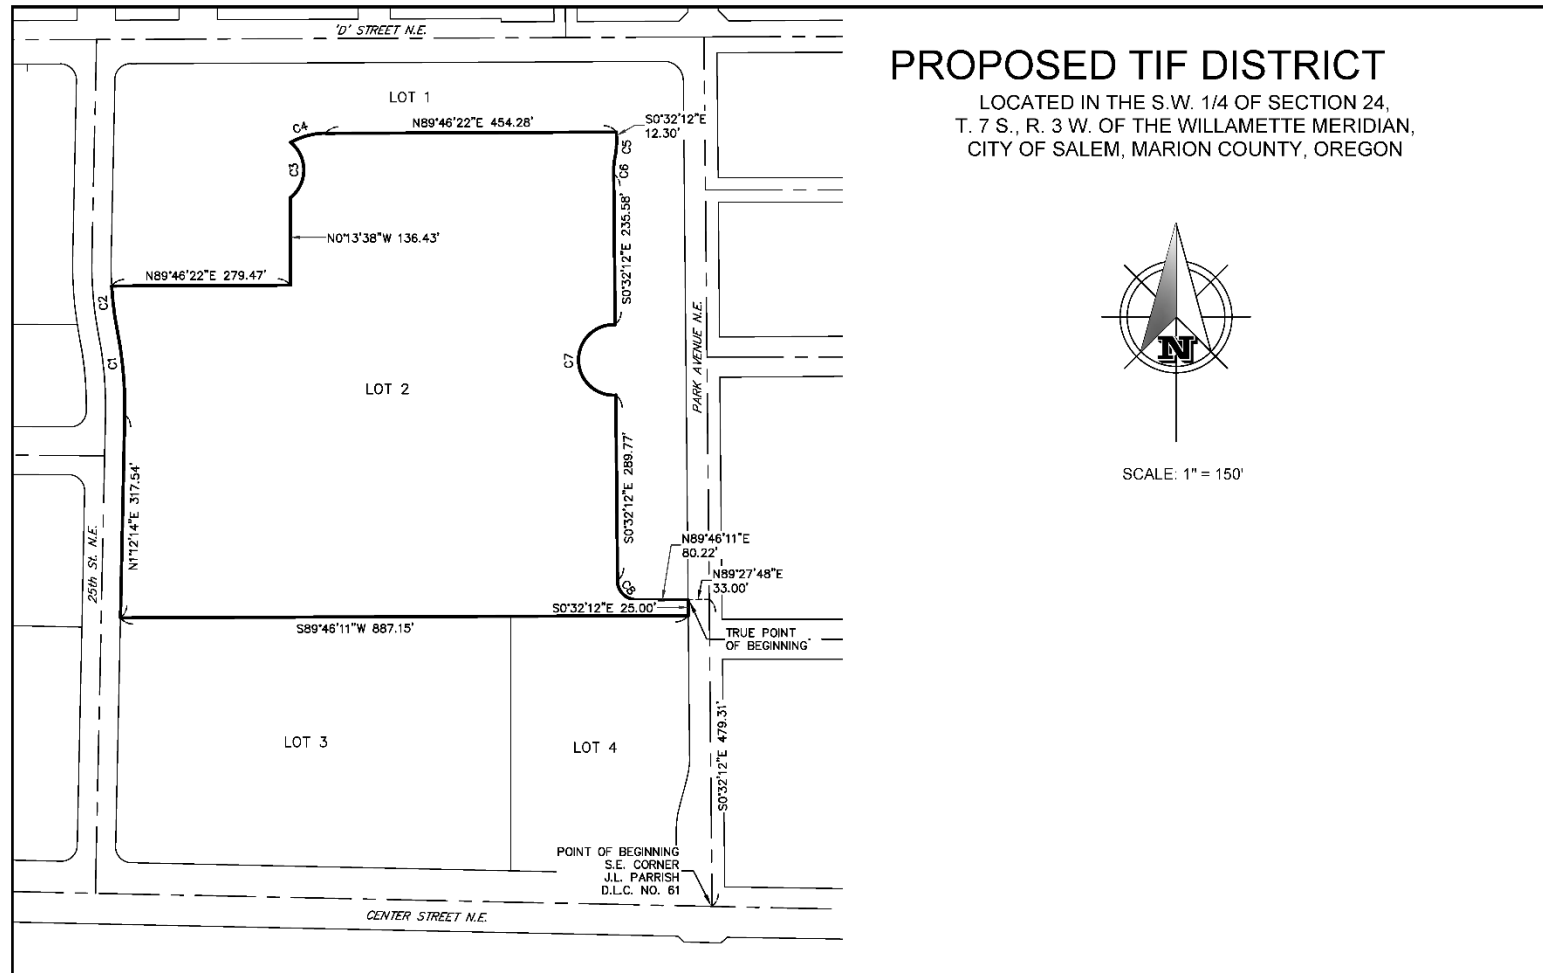 'D' STREET N.E.
PROPOSED TIF DISTRICT
LOCATED IN THE S.W. 1/4 OF SECTION 24,
T. 7 S., R. 3 W. OF THE WILLAMETTE MERIDIAN,
CITY OF SALEM, MARION COUNTY, OREGON
LOT 1
C4
N89°46'22"E 454.28'
S0°32'12"E
12.30'
C5
C3
C6
N0°13'38"W 136.43'
S0°32'12"E 235.58'
N89°46'22"E 279.47'
C2
C1
PARK AVENUE N.E.
N
C7
LOT 2
SCALE: 1" = 150'
N1°12'14"E 317.54'
S0°32'12"E 289.77'
25th St. N.E.
N89°46'11"E
80.22'
N89°27'48"E
33.00'
C8
S0°32'12"E 25.00'
S89°46'11"W 887.15'
TRUE POINT
OF BEGINNING
LOT 3
LOT 4
S0°32'12"E 479.31'
POINT OF BEGINNING
S.E. CORNER
J.L. PARRISH
D.L.C. NO. 61
CENTER STREET N.E.